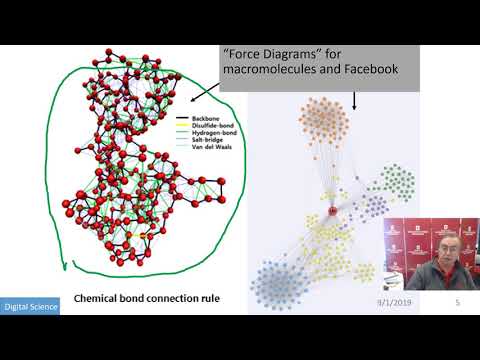 “Force Diagrams” for
macromolecules and Facebook
Backbone
Disulfide-bond
Hydrogen-bond
Salt-bridge
Van del Waals
Chemical bond connection rule
Digital Science
9/1/2019
5